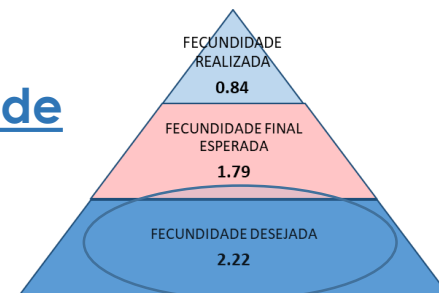 FECUNDIDADE
REALIZADA
0.84
de
FECUNDIDADE FINAL
ESPERADA
1.79
FECUNDIDADE DESEJADA
2.22